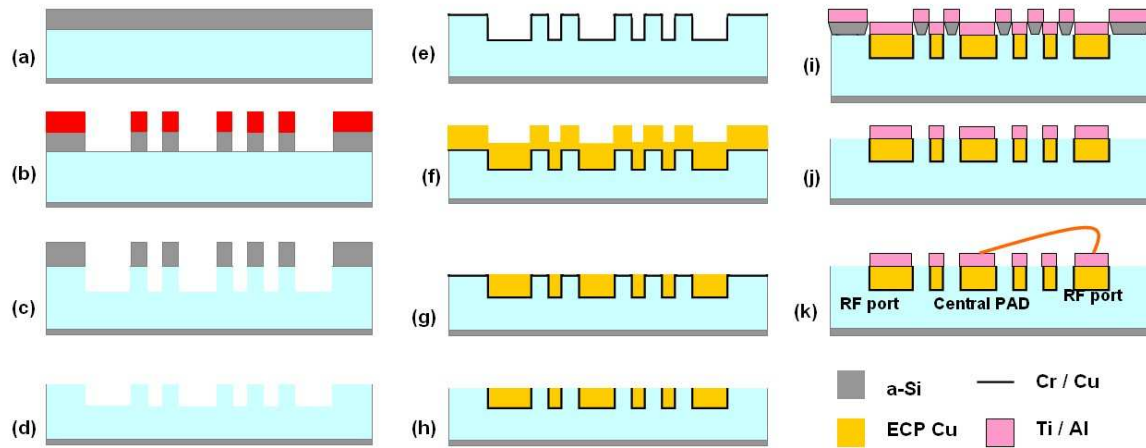 (a)
(b)
(c)
(d)
(e)
(f)
(g)
(h)
(i)
(j)
(k)
RF port
Central PAD
RF port
a-Si
Cr / Cu
ECP Cu
Ti / Al